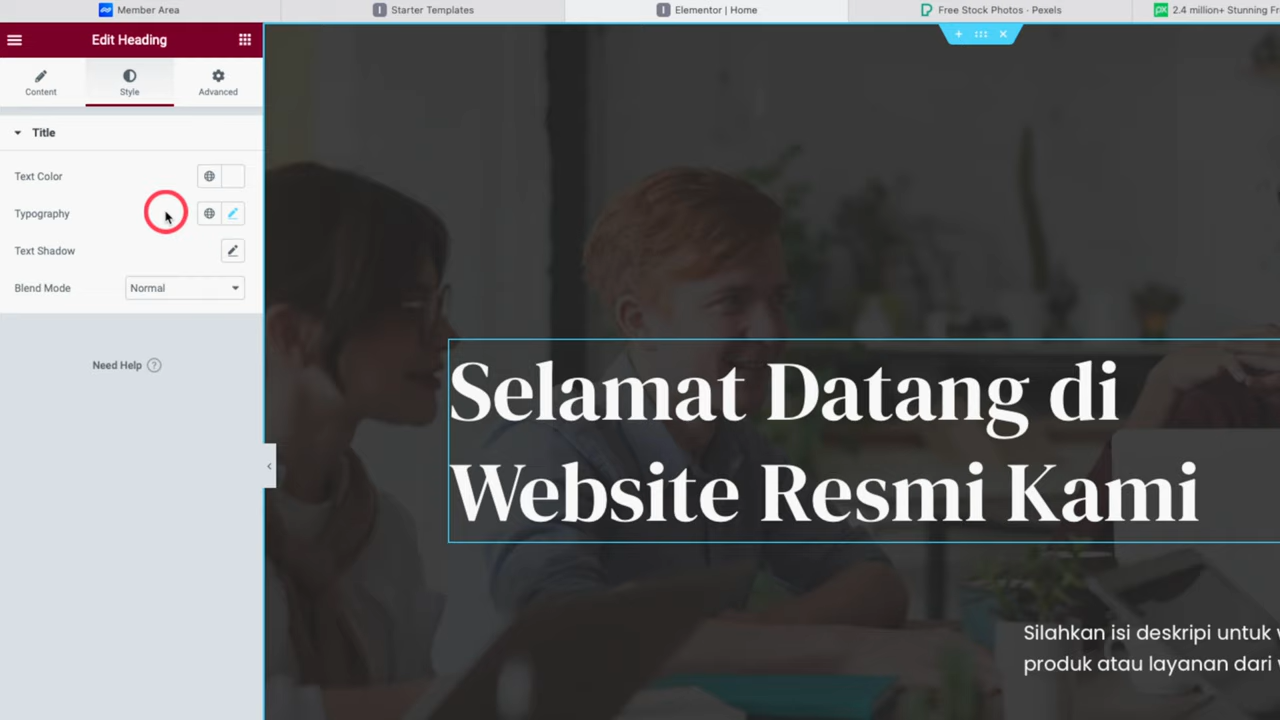 Member Area
Starter Templates
Elementor | Home
Free Stock Photos - Pexels
2.4 million+ Stunning Fr
Edit Heading
Content
Style
Advanced
Title
Text Color
Typography
Text Shadow
Blend Mode
Normal
Need Help ?
Selamat Datang di
Website Resmi Kami
Silahkan isi deskripi untuk
produk atau layanan dari